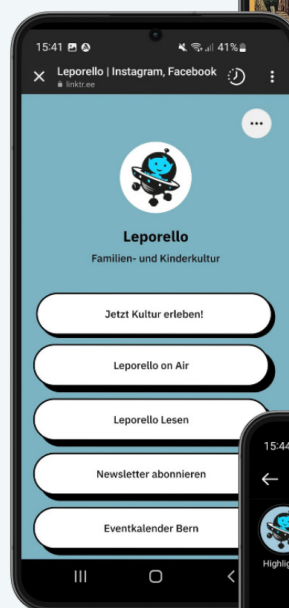 15:41 41%
Leporello | Instagram, Facebook
linktr.ee
Leporello
Familien- und Kinderkultur
Jetzt Kultur erleben!
Leporello on Air
Leporello Lesen
Newsletter abonnieren
Eventkalender Bern
15:44
Highlig